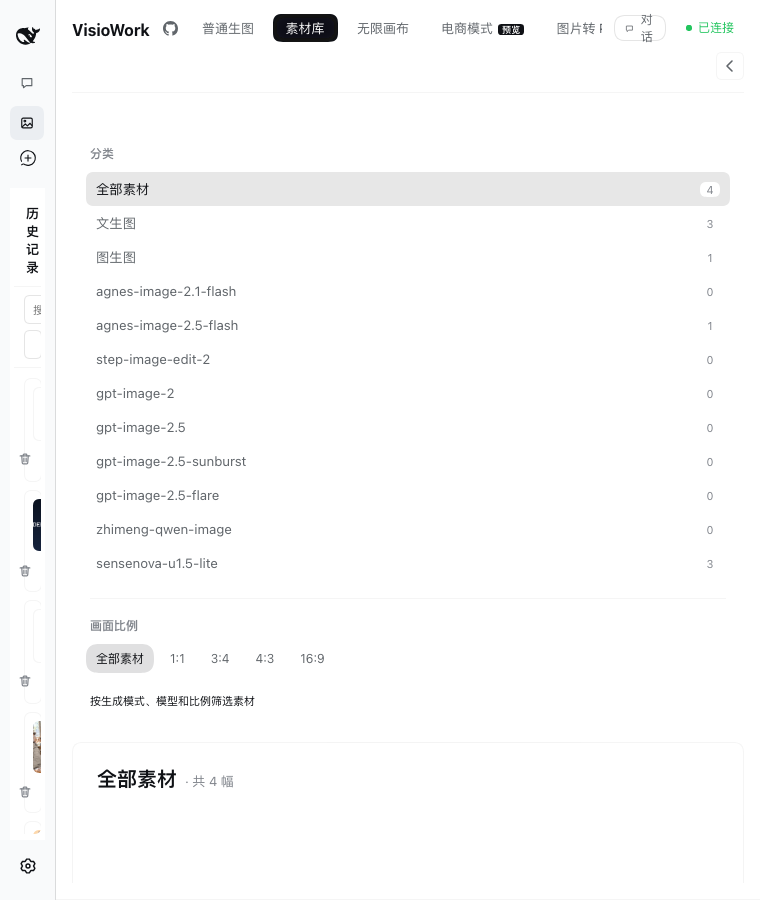 VisioWork
普通生图
素材库
无限画布
电商模式 预览
图片转
对话
已连接
历史记录
搜
分类
全部素材 4
文生图 3
图生图 1
agnes-image-2.1-flash 0
agnes-image-2.5-flash 1
step-image-edit-2 0
gpt-image-2 0
gpt-image-2.5 0
gpt-image-2.5-sunburst 0
gpt-image-2.5-flare 0
zhimeng-qwen-image 0
sensenova-u1.5-lite 3
画面比例
全部素材 1:1 3:4 4:3 16:9
按生成模式、模型和比例筛选素材
全部素材 · 共 4 幅